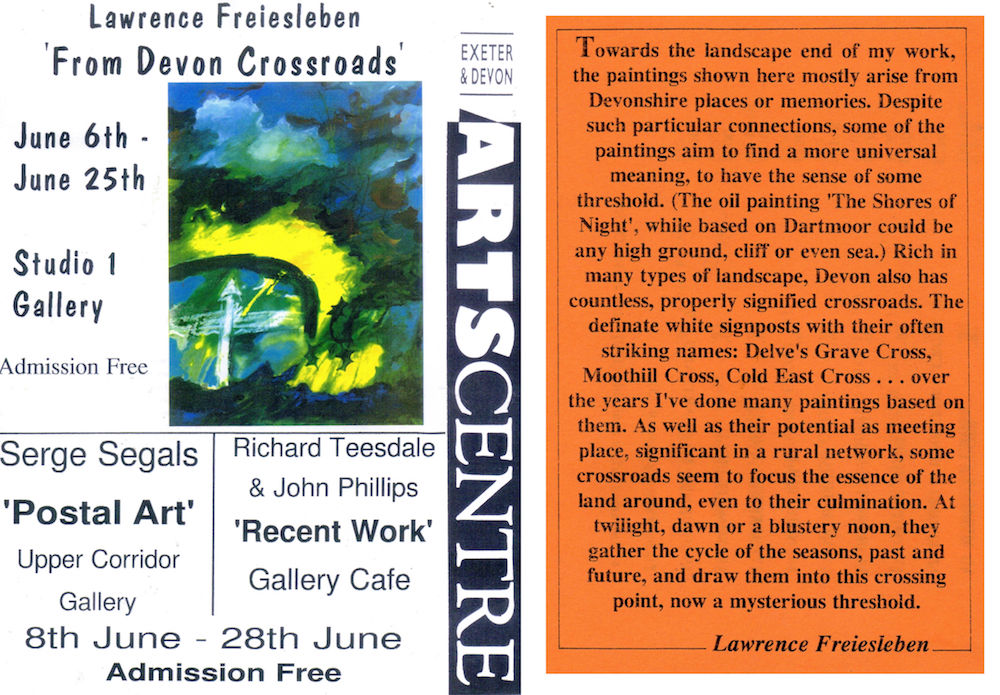 Lawrence Freiesleben
'From Devon Crossroads'
June 6th -
June 25th
Studio 1
Gallery
Admission Free
EXETER
& DEVON
ARTSCENTRE
Serge Segals
'Postal Art'
Upper Corridor
Gallery
Richard Teesdale
& John Phillips
'Recent Work'
Gallery Cafe
8th June - 28th June
Admission Free
Towards the landscape end of my work,
the paintings shown here mostly arise from
Devonshire places or memories. Despite
such particular connections, some of the
paintings aim to find a more universal
meaning, to have the sense of some
threshold. (The oil painting 'The Shores of
Night', while based on Dartmoor could be
any high ground, cliff or even sea.) Rich in
many types of landscape, Devon also has
countless, properly signified crossroads. The
definate white signposts with their often
striking names: Delve's Grave Cross,
Moothill Cross, Cold East Cross . . . over
the years I've done many paintings based on
them. As well as their potential as meeting
place, significant in a rural network, some
crossroads seem to focus the essence of the
land around, even to their culmination. At
twilight, dawn or a blustery noon, they
gather the cycle of the seasons, past and
future, and draw them into this crossing
point, now a mysterious threshold.
Lawrence Freiesleben